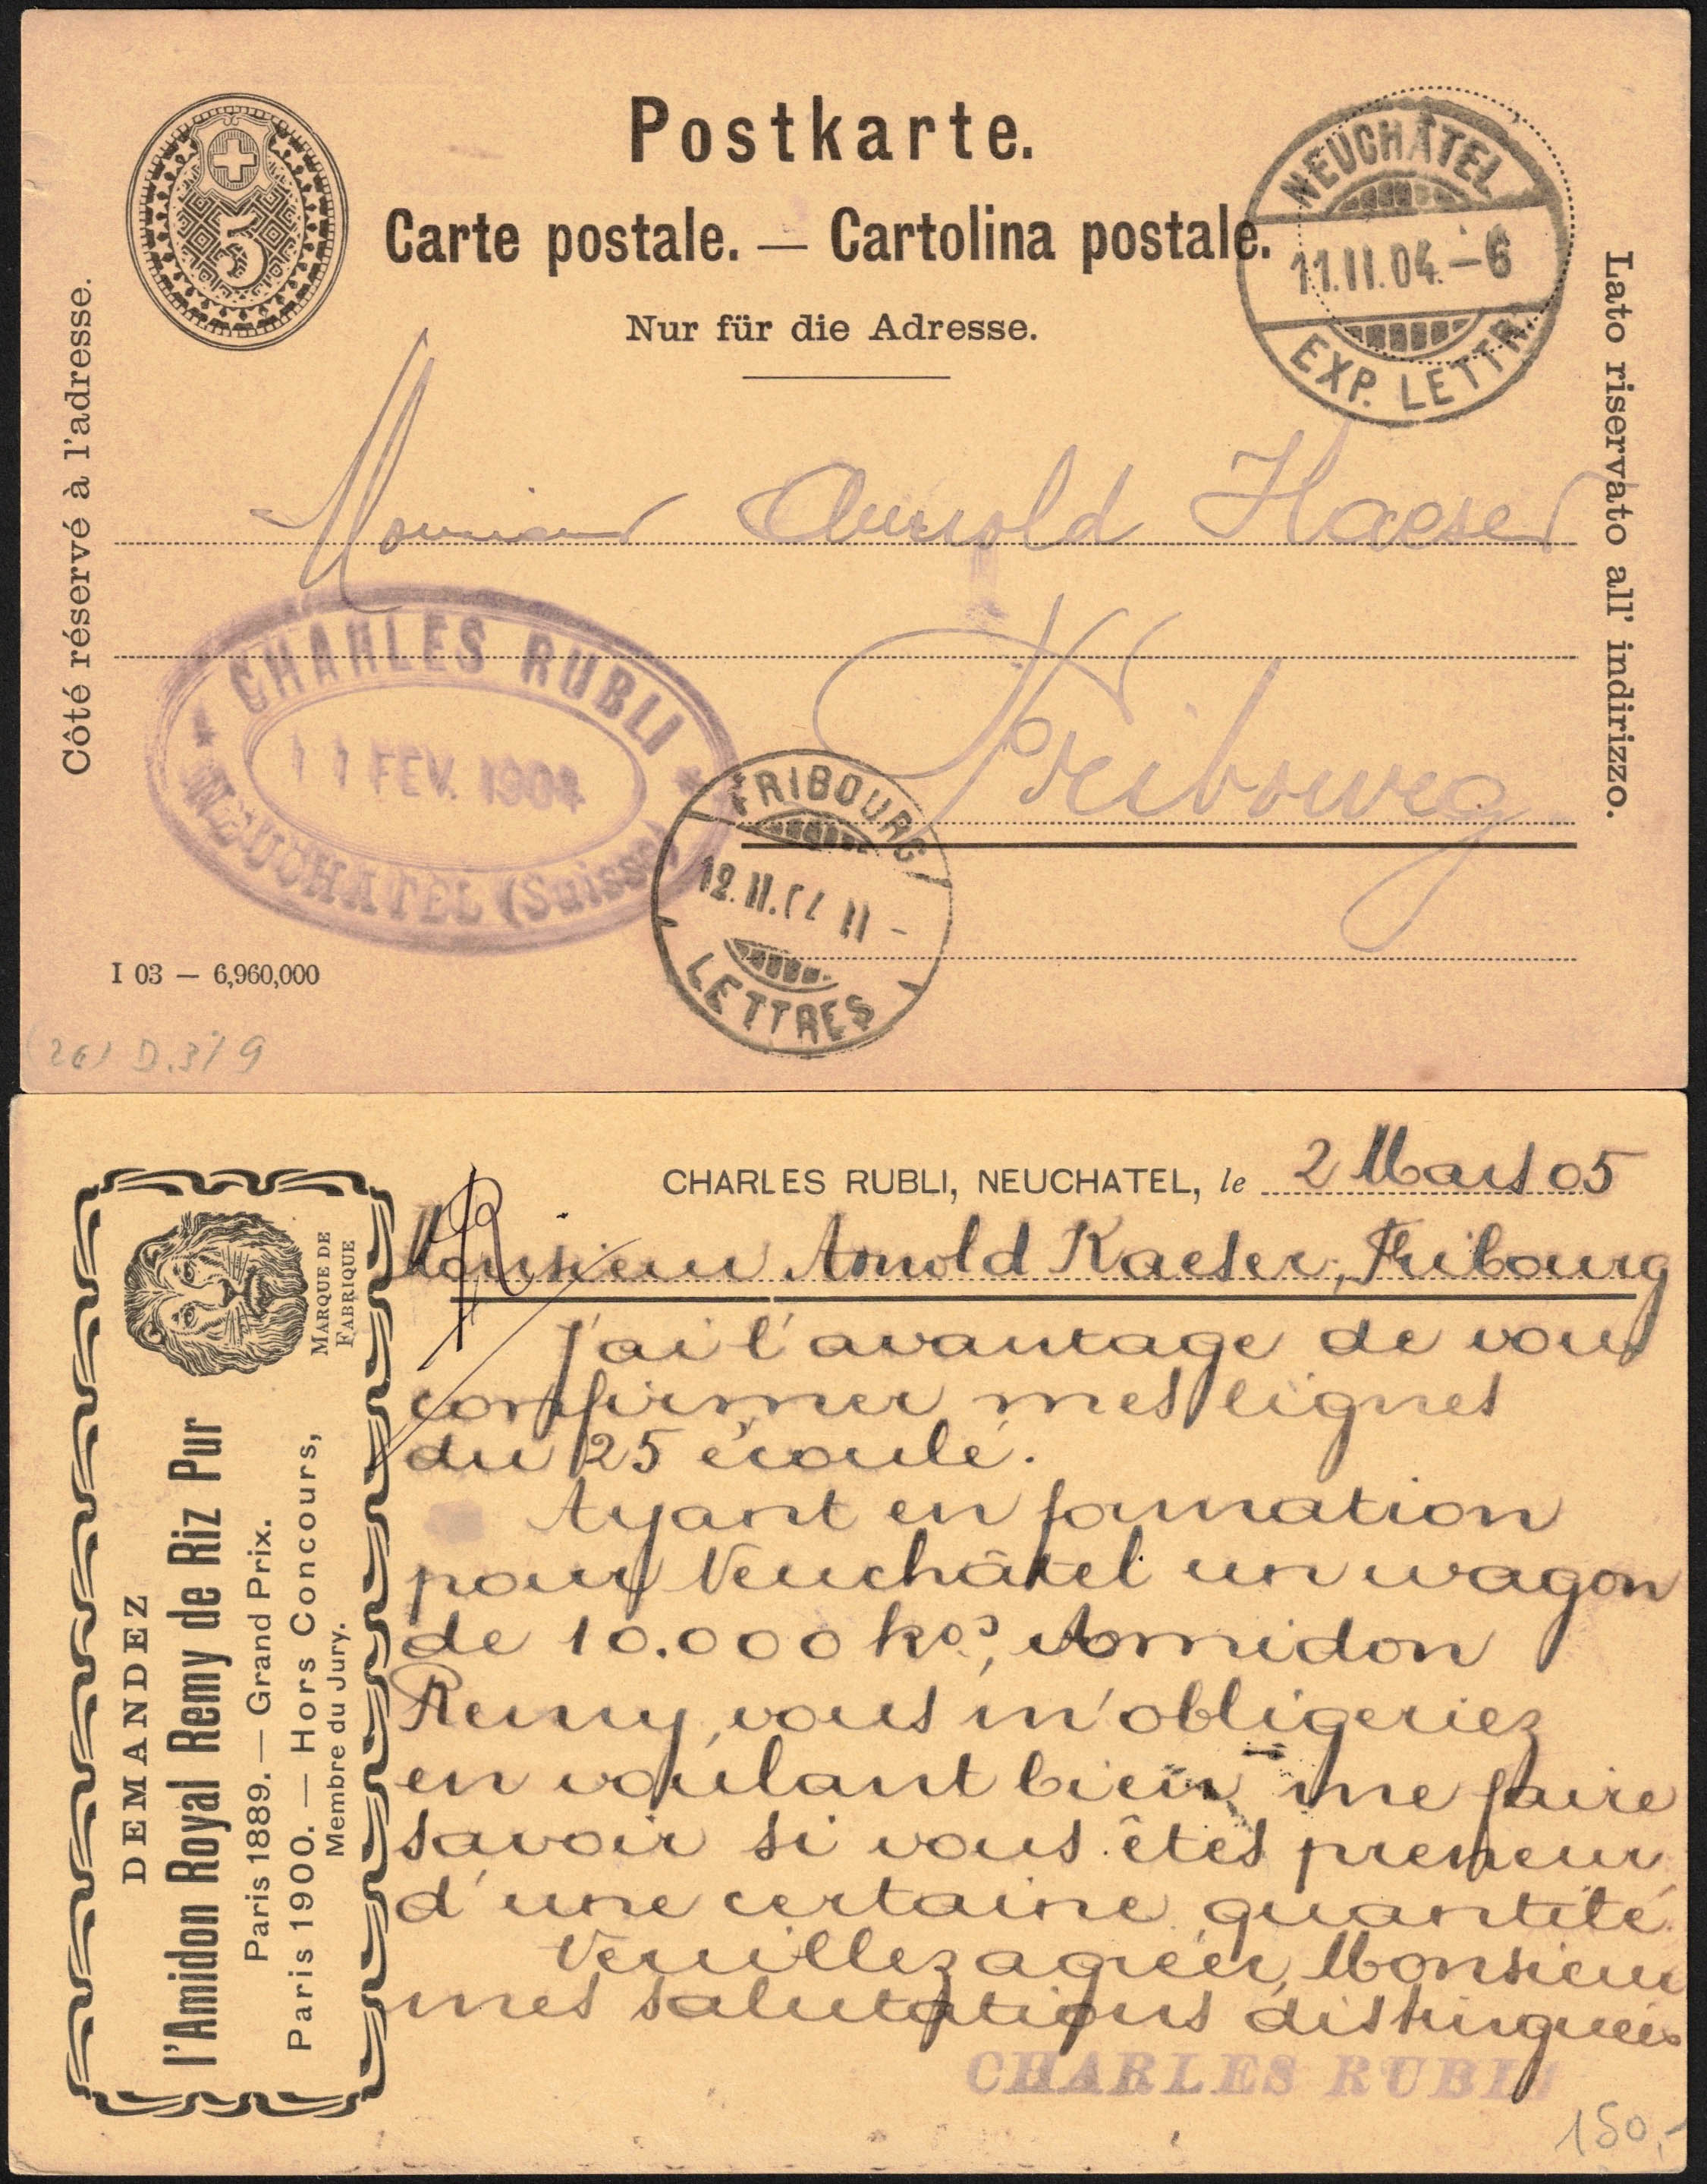 Postkarte.
Carte postale. — Cartolina postale.
Nur für die Adresse.
5
NEUCHÂTEL
11.II.04.–6
EXP. LETTR.
Côté réservé à l'adresse.
Lato riservato all' indirizzo.
Monsieur Arnold Kaeser
Fribourg
CHARLES RUBLI
11 FEV. 1904
NEUCHATEL (Suisse)
FRIBOURG
12.II.04 11 –
LETTRES
I 03 — 6,960,000
CHARLES RUBLI, NEUCHATEL, le 2 Mars 05
Monsieur Arnold Kaeser, Fribourg
J'ai l'avantage de vous
confirmer mes lignes
du 25 écoulé.
Ayant en formation
pour Neuchâtel un wagon
de 10.000 kos, Amidon
Remy, vous m'obligeriez
en voulant bien me faire
savoir si vous êtes preneur
d'une certaine quantité.
Veuillez agréer, Monsieur
mes salutations distinguées
CHARLES RUBLI
MARQUE DE
FABRIQUE
DEMANDEZ
l'Amidon Royal Remy de Riz Pur
Paris 1889. — Grand Prix.
Paris 1900. — Hors Concours,
Membre du Jury.
150,-